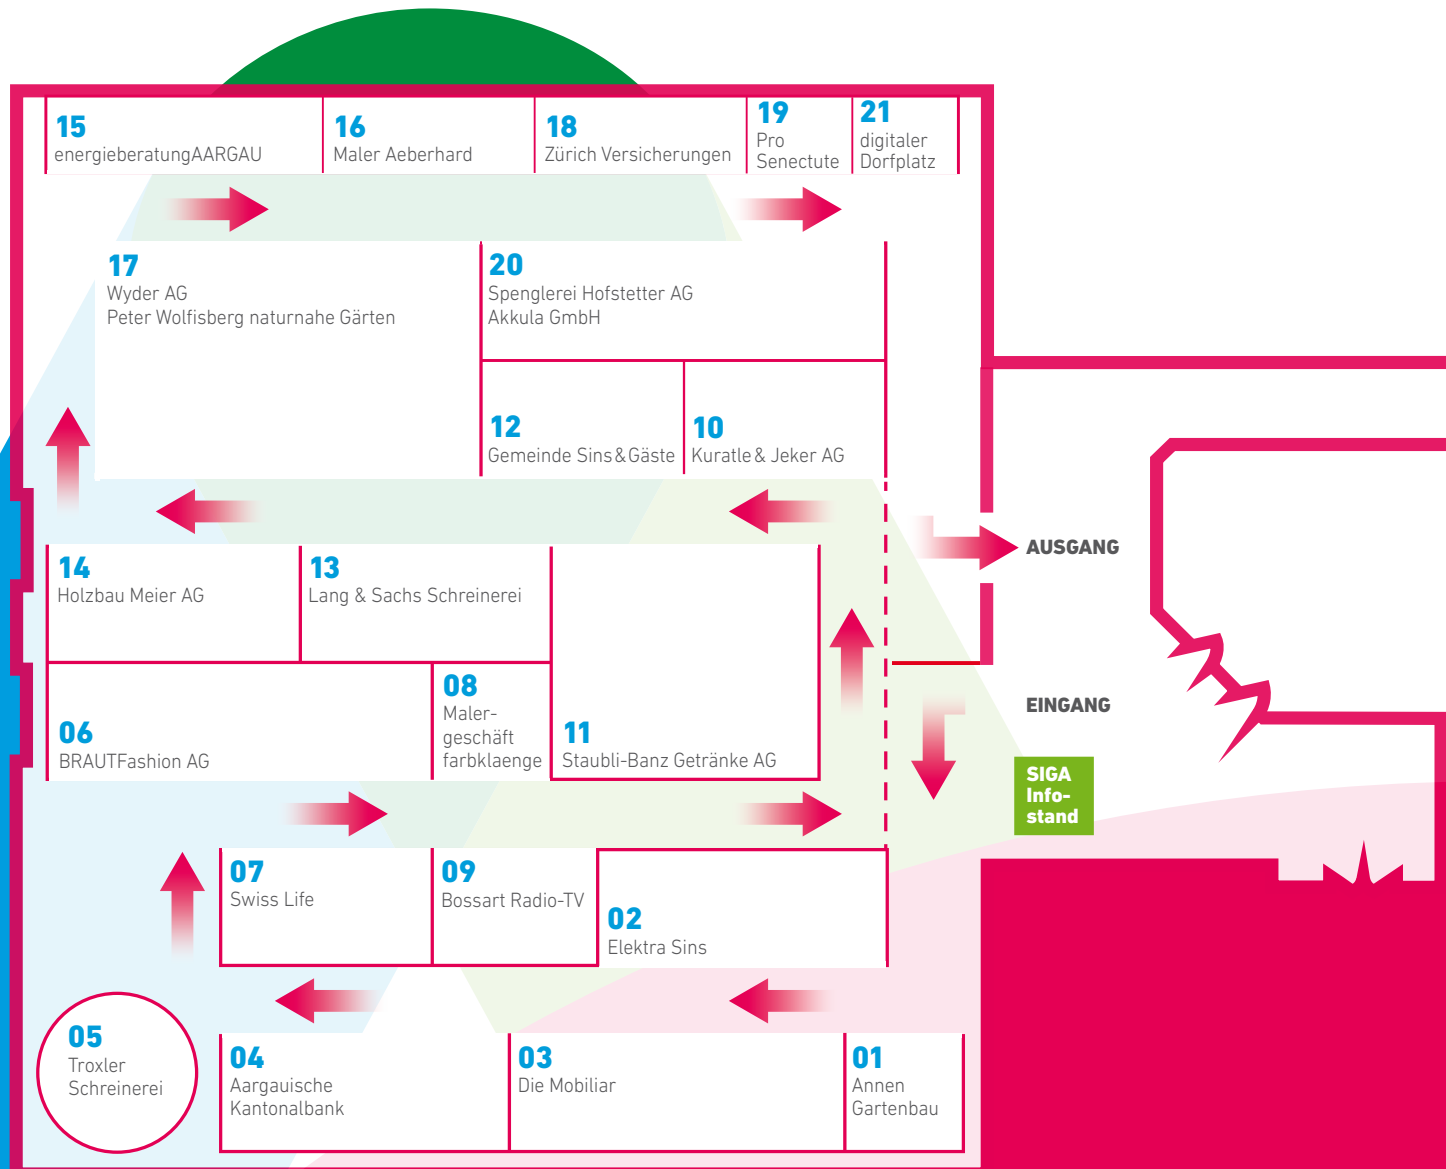 15
energieberatungAARGAU
16
Maler Aeberhard
18
Zürich Versicherungen
19
Pro
Senectute
21
digitaler
Dorfplatz
17
Wyder AG
Peter Wolfisberg naturnahe Gärten
20
Spenglerei Hofstetter AG
Akkula GmbH
12
Gemeinde Sins & Gäste
10
Kuratle & Jeker AG
AUSGANG
14
Holzbau Meier AG
13
Lang & Sachs Schreinerei
06
BRAUTFashion AG
08
Maler-
geschäft
farbklaenge
11
Staubli-Banz Getränke AG
EINGANG
SIGA
Info-
stand
07
Swiss Life
09
Bossart Radio-TV
02
Elektra Sins
05
Troxler
Schreinerei
04
Aargauische
Kantonalbank
03
Die Mobiliar
01
Annen
Gartenbau